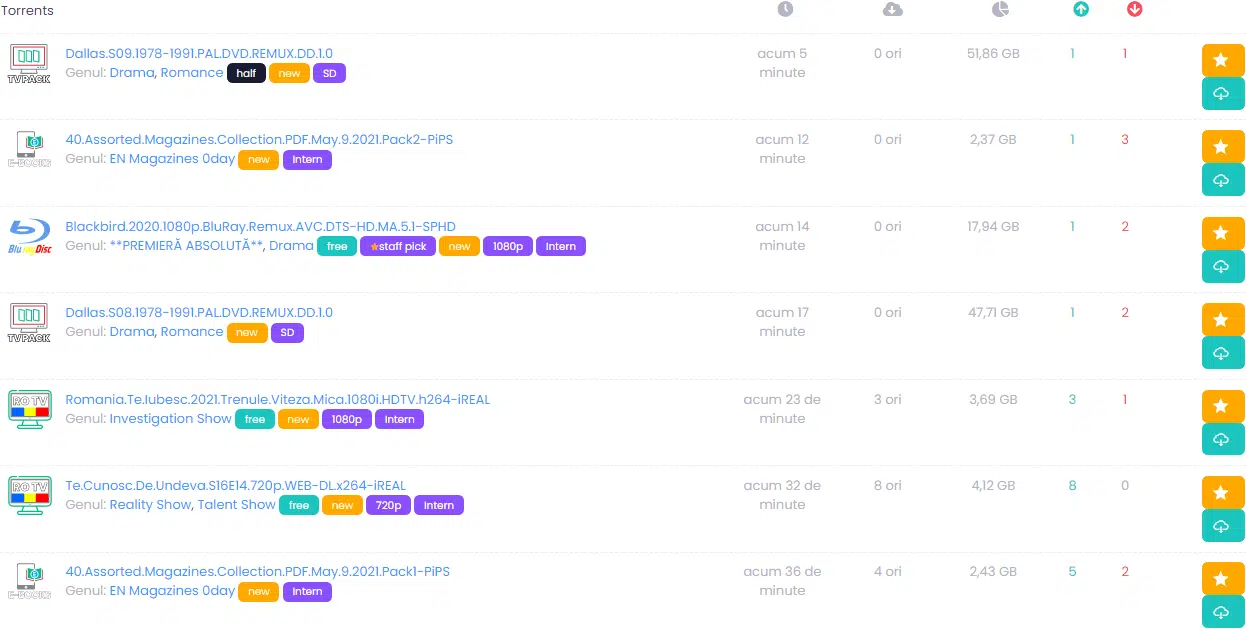 Torrents
Dallas.S09.1978-1991.PAL.DVD.REMUX.DD.1.0
Genul: Drama, Romance half new SD
TVPACK
acum 5
minute
0 ori
51,86 GB
1
1
40.Assorted.Magazines.Collection.PDF.May.9.2021.Pack2-PiPS
Genul: EN Magazines 0day new Intern
E-BOOKS
acum 12
minute
0 ori
2,37 GB
1
3
Blackbird.2020.1080p.BluRay.Remux.AVC.DTS-HD.MA.5.1-SPHD
Genul: **PREMIERĂ ABSOLUTĂ**, Drama free staff pick new 1080p Intern
Blu-ray Disc
acum 14
minute
0 ori
17,94 GB
1
2
Dallas.S08.1978-1991.PAL.DVD.REMUX.DD.1.0
Genul: Drama, Romance new SD
TVPACK
acum 17
minute
0 ori
47,71 GB
1
2
Romania.Te.Iubesc.2021.Trenule.Viteza.Mica.1080i.HDTV.h264-iREAL
Genul: Investigation Show free new 1080p Intern
RO TV
acum 23 de
minute
3 ori
3,69 GB
3
1
Te.Cunosc.De.Undeva.S16E14.720p.WEB-DL.x264-iREAL
Genul: Reality Show, Talent Show free new 720p Intern
RO TV
acum 32 de
minute
8 ori
4,12 GB
8
0
40.Assorted.Magazines.Collection.PDF.May.9.2021.Pack1-PiPS
Genul: EN Magazines 0day new Intern
E-BOOKS
acum 36 de
minute
4 ori
2,43 GB
5
2